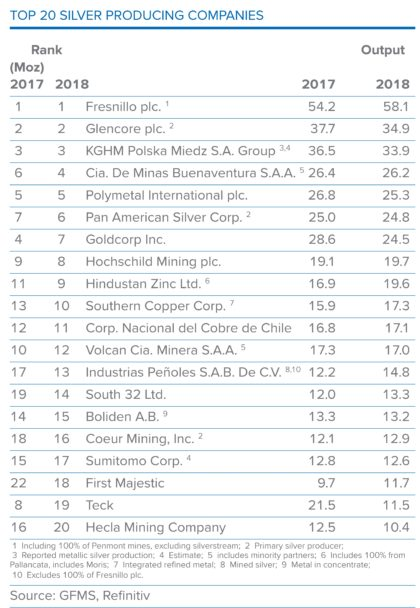 TOP 20 SILVER PRODUCING COMPANIES
Rank Output
(Moz)
2017 2018 2017 2018
1 1 Fresnillo plc. 1 54.2 58.1
2 2 Glencore plc. 2 37.7 34.9
3 3 KGHM Polska Miedz S.A. Group 3,4 36.5 33.9
6 4 Cia. De Minas Buenaventura S.A.A. 5 26.4 26.2
5 5 Polymetal International plc. 26.8 25.3
7 6 Pan American Silver Corp. 2 25.0 24.8
4 7 Goldcorp Inc. 28.6 24.5
9 8 Hochschild Mining plc. 19.1 19.7
11 9 Hindustan Zinc Ltd. 6 16.9 19.6
13 10 Southern Copper Corp. 7 15.9 17.3
12 11 Corp. Nacional del Cobre de Chile 16.8 17.1
10 12 Volcan Cia. Minera S.A.A. 5 17.3 17.0
17 13 Industrias Peñoles S.A.B. De C.V. 8,10 12.2 14.8
19 14 South 32 Ltd. 12.0 13.3
14 15 Boliden A.B. 9 13.3 13.2
18 16 Coeur Mining, Inc. 2 12.1 12.9
15 17 Sumitomo Corp. 4 12.8 12.6
22 18 First Majestic 9.7 11.7
8 19 Teck 21.5 11.5
16 20 Hecla Mining Company 12.5 10.4
1 Including 100% of Penmont mines, excluding silverstream; 2 Primary silver producer;
3 Reported metallic silver production; 4 Estimate; 5 includes minority partners; 6 Includes 100% from
Pallancata, includes Moris; 7 Integrated refined metal; 8 Mined silver; 9 Metal in concentrate;
10 Excludes 100% of Fresnillo plc.
Source: GFMS, Refinitiv